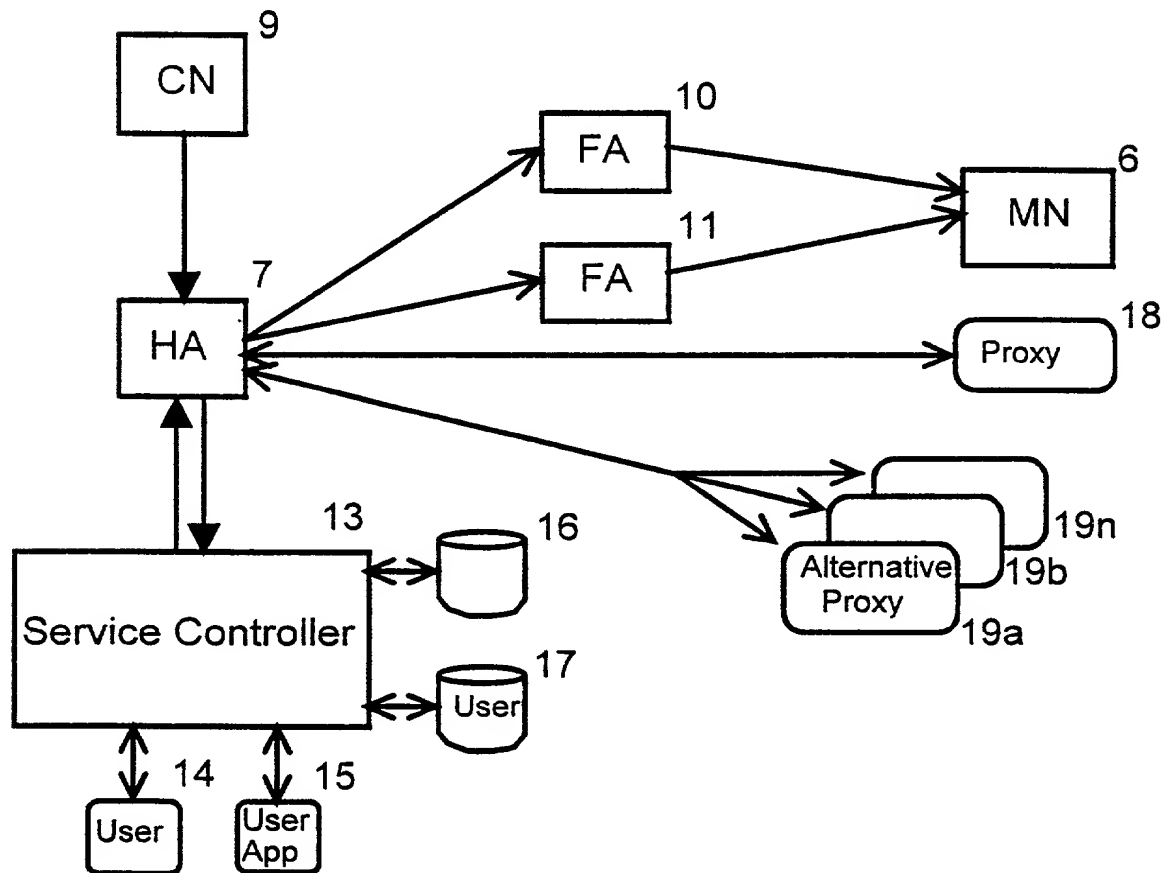 9
CN
10
FA
6
MN
11
FA
7
HA
18
Proxy
13
16
19n
19b
Alternative
Proxy
19a
Service Controller
17
User
14
15
User
User
App